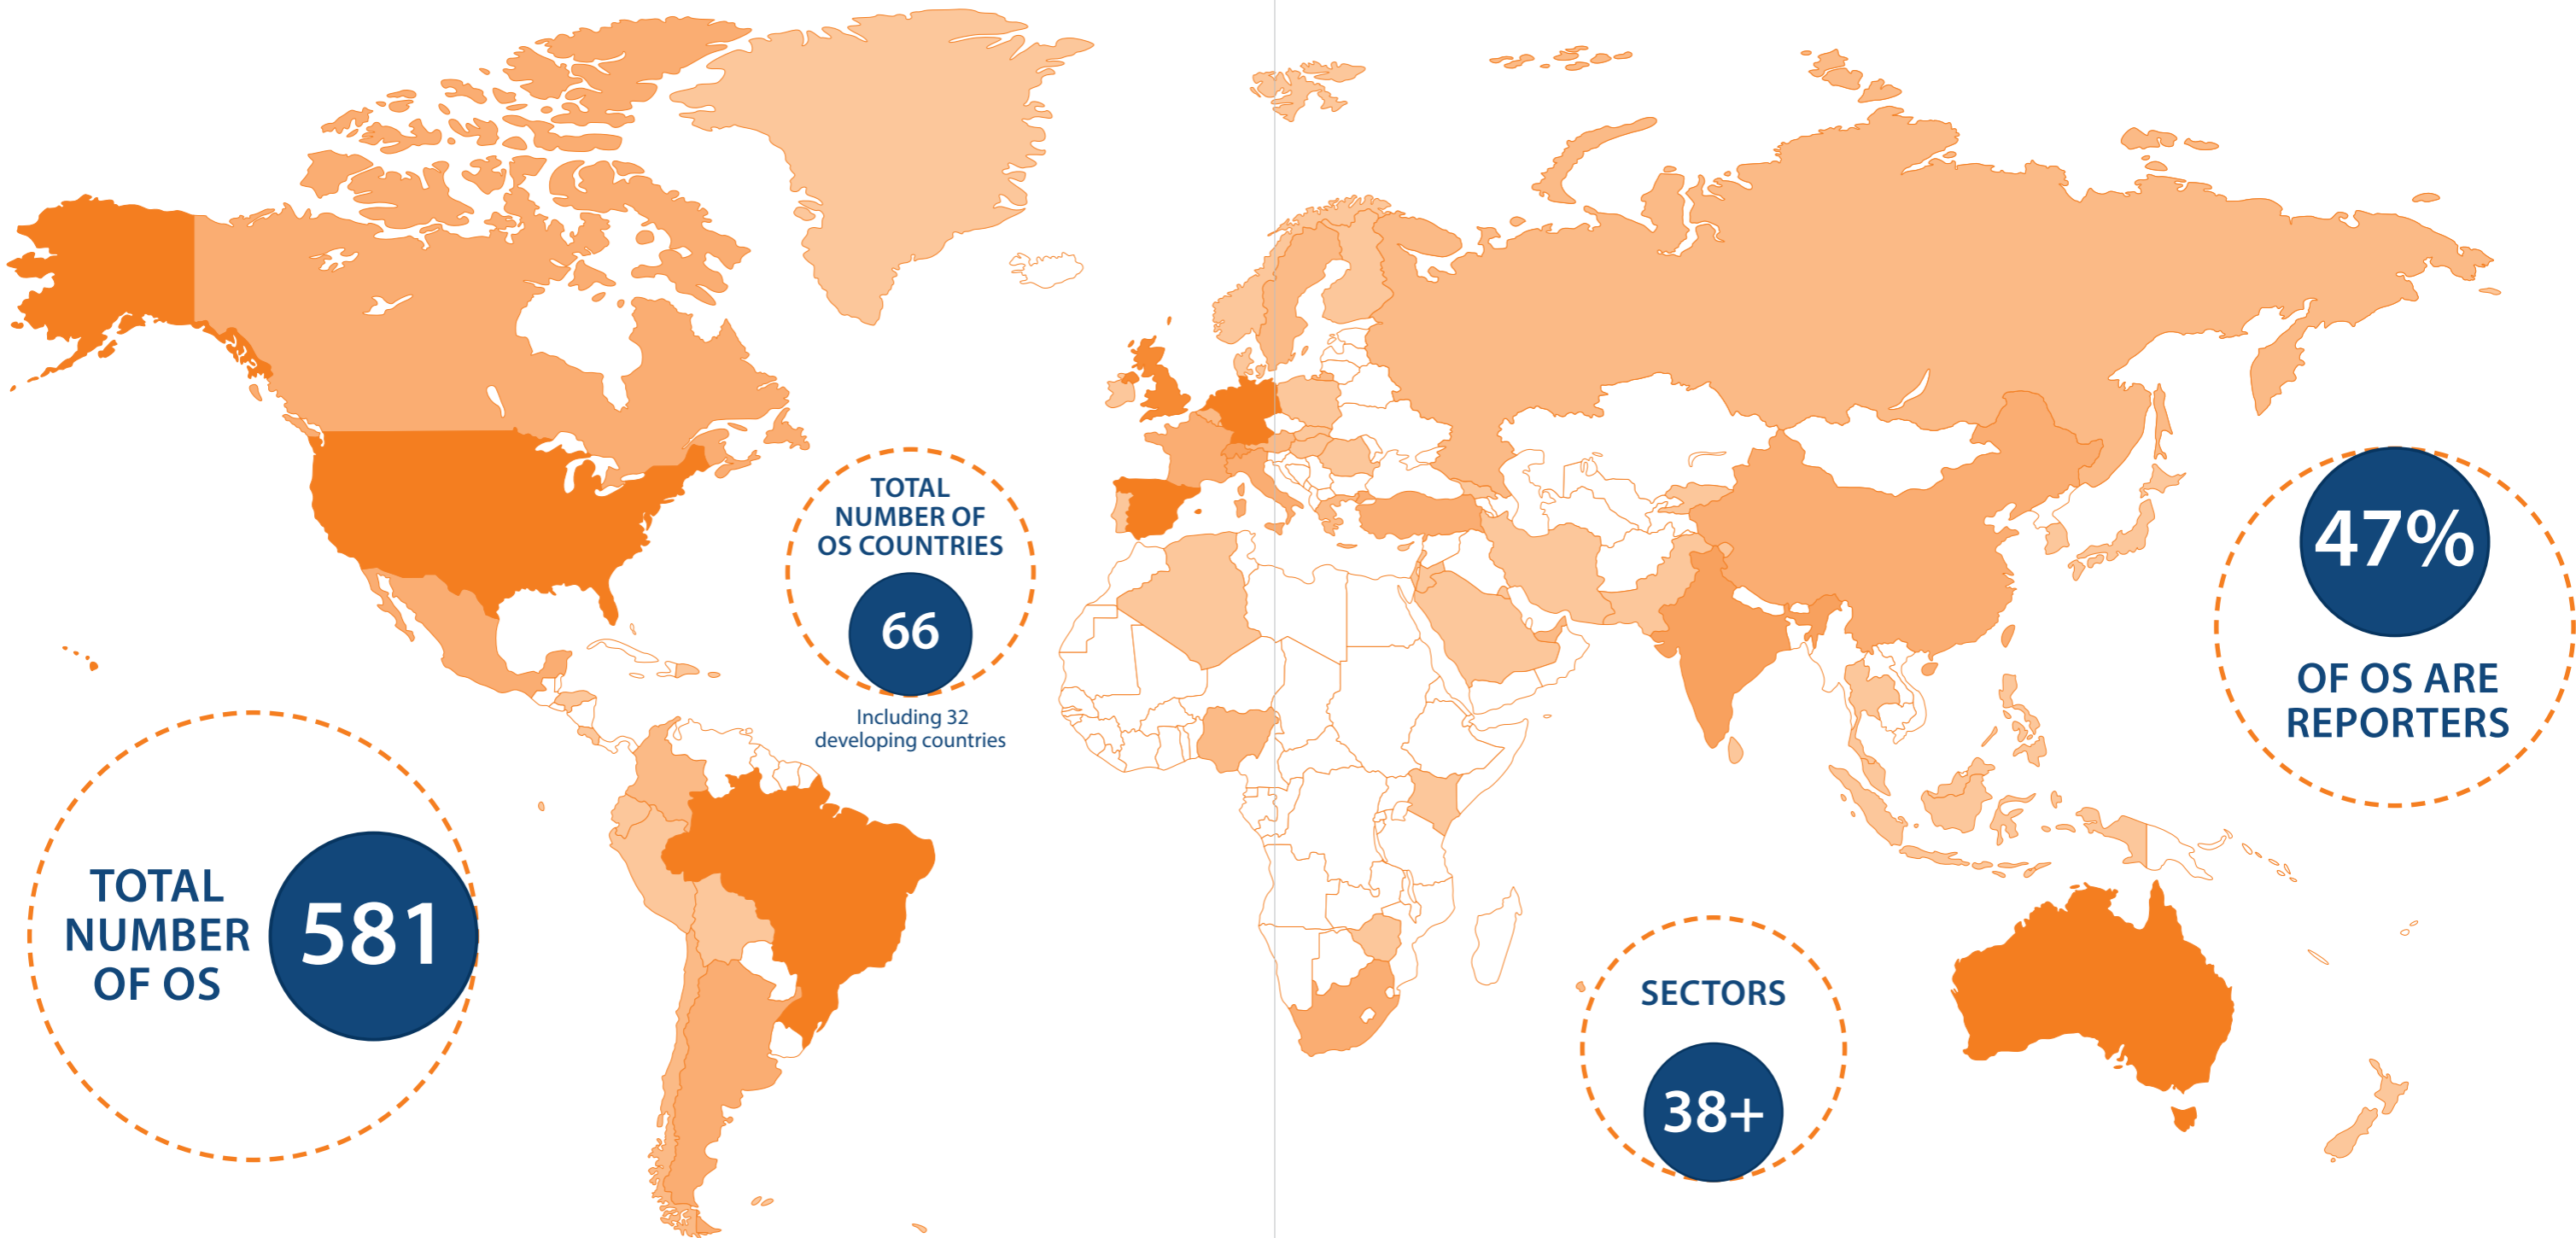 TOTAL
NUMBER OF
OS COUNTRIES
66
Including 32
developing countries
47%
OF OS ARE
REPORTERS
TOTAL
NUMBER
OF OS
581
SECTORS
38+